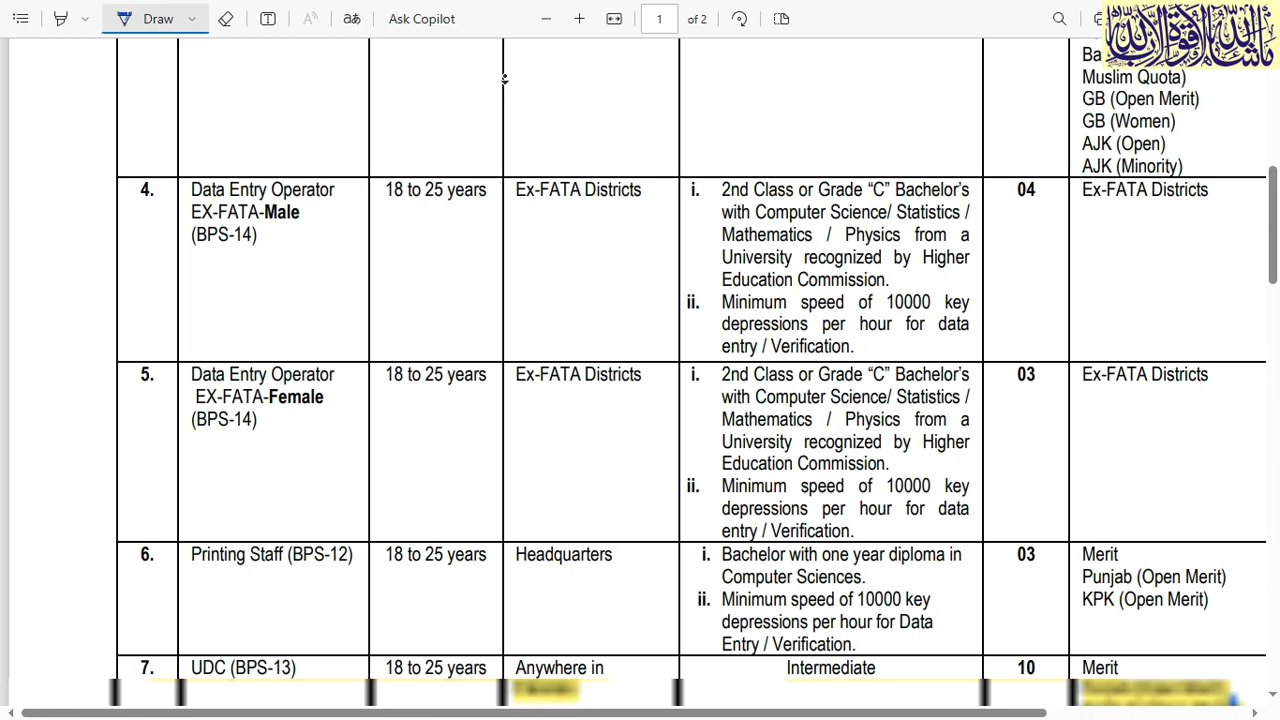 Draw
Ask Copilot
1 of 2
ماشاء الله لا قوة الا بالله
Muslim Quota)
GB (Open Merit)
GB (Women)
AJK (Open)
AJK (Minority)
4. Data Entry Operator 18 to 25 years Ex-FATA Districts i. 2nd Class or Grade “C” Bachelor’s 04 Ex-FATA Districts
EX-FATA-Male with Computer Science/ Statistics /
(BPS-14) Mathematics / Physics from a
University recognized by Higher
Education Commission.
ii. Minimum speed of 10000 key
depressions per hour for data
entry / Verification.
5. Data Entry Operator 18 to 25 years Ex-FATA Districts i. 2nd Class or Grade “C” Bachelor’s 03 Ex-FATA Districts
EX-FATA-Female with Computer Science/ Statistics /
(BPS-14) Mathematics / Physics from a
University recognized by Higher
Education Commission.
ii. Minimum speed of 10000 key
depressions per hour for data
entry / Verification.
6. Printing Staff (BPS-12) 18 to 25 years Headquarters i. Bachelor with one year diploma in 03 Merit
Computer Sciences. Punjab (Open Merit)
ii. Minimum speed of 10000 key KPK (Open Merit)
depressions per hour for Data
Entry / Verification.
7. UDC (BPS-13) 18 to 25 years Anywhere in Intermediate 10 Merit